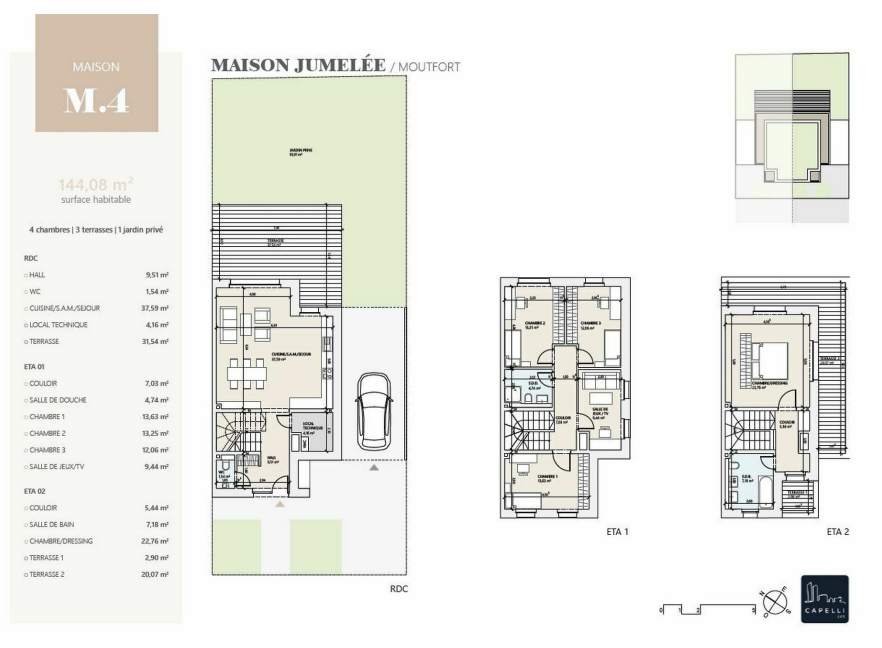 MAISON
M.4
MAISON JUMELÉE / MOUTFORT
144,08 m²
surface habitable
4 chambres | 3 terrasses | 1 jardin privé
RDC
HALL 9,51 m²
WC 1,54 m²
CUISINE/S.A.M./SEJOUR 37,59 m²
LOCAL TECHNIQUE 4,16 m²
TERRASSE 31,54 m²
ETA 01
COULOIR 7,03 m²
SALLE DE DOUCHE 4,74 m²
CHAMBRE 1 13,63 m²
CHAMBRE 2 13,25 m²
CHAMBRE 3 12,06 m²
SALLE DE JEUX/TV 9,44 m²
ETA 02
COULOIR 5,44 m²
SALLE DE BAIN 7,18 m²
CHAMBRE/DRESSING 22,76 m²
TERRASSE 1 2,90 m²
TERRASSE 2 20,07 m²
JARDIN PRIVE
TERRASSE
CUISINE/S.A.M./SEJOUR
LOCAL
TECHNIQUE
HALL
WC
RDC
CHAMBRE 2
CHAMBRE 3
S.D.D.
COULOIR
SALLE DE
JEUX / TV
CHAMBRE 1
ETA 1
CHAMBRE/DRESSING
COULOIR
S.D.B.
TERRASSE 1
ETA 2
0 1 2 5
N E S O
CAPELLI